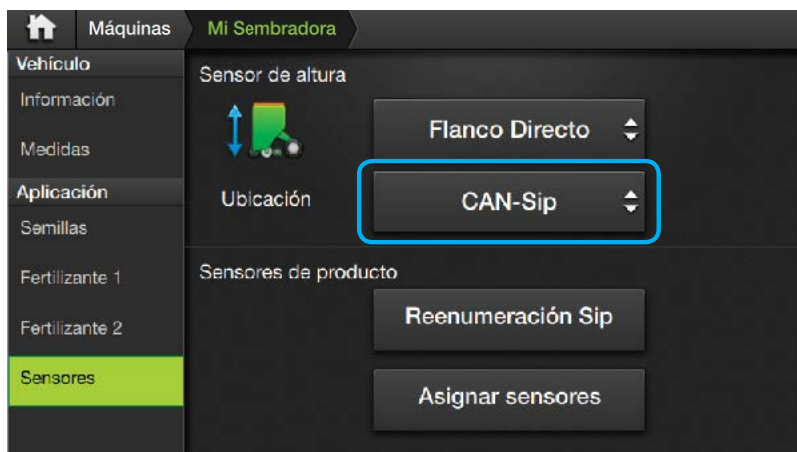 Máquinas
Mi Sembradora
Vehículo
Información
Medidas
Aplicación
Semillas
Fertilizante 1
Fertilizante 2
Sensores
Sensor de altura
Flanco Directo
Ubicación
CAN-Sip
Sensores de producto
Reenumeración Sip
Asignar sensores